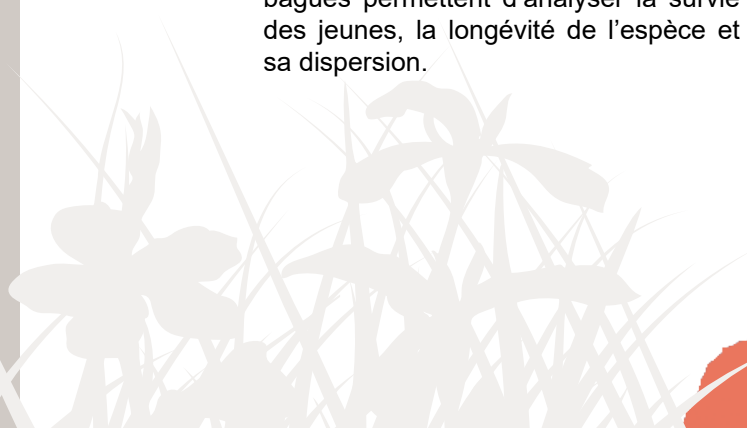 bagues permettent d’analyser la survie
des jeunes, la longévité de l’espèce et
sa dispersion.